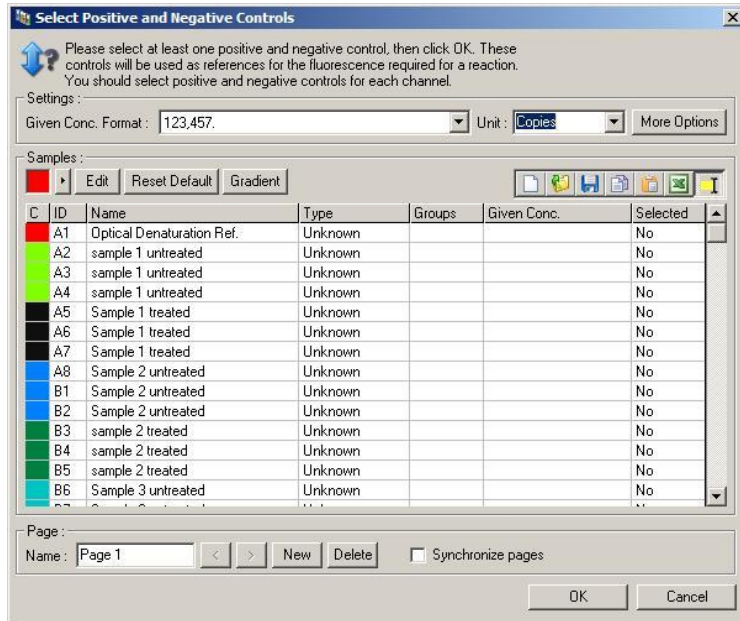 Select Positive and Negative Controls
Please select at least one positive and negative control, then click OK. These
controls will be used as references for the fluorescence required for a reaction.
You should select positive and negative controls for each channel.
Settings :
Given Conc. Format : 123,457. Unit : Copies More Options
Samples :
Edit Reset Default Gradient
C ID Name Type Groups Given Conc. Selected
A1 Optical Denaturation Ref. Unknown No
A2 sample 1 untreated Unknown No
A3 sample 1 untreated Unknown No
A4 sample 1 untreated Unknown No
A5 Sample 1 treated Unknown No
A6 Sample 1 treated Unknown No
A7 Sample 1 treated Unknown No
A8 Sample 2 untreated Unknown No
B1 Sample 2 untreated Unknown No
B2 Sample 2 untreated Unknown No
B3 sample 2 treated Unknown No
B4 sample 2 treated Unknown No
B5 sample 2 treated Unknown No
B6 Sample 3 untreated Unknown No
Page :
Name : Page 1 < > New Delete Synchronize pages
OK Cancel